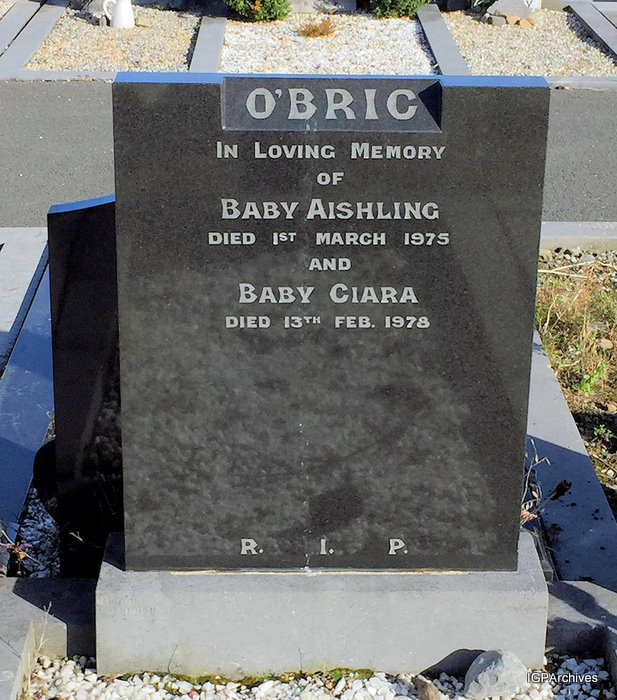 O'BRIC
IN LOVING MEMORY
OF
BABY AISHLING
DIED 1ST MARCH 1975
AND
BABY CIARA
DIED 13TH FEB. 1978
R. I. P.
IGPArchives